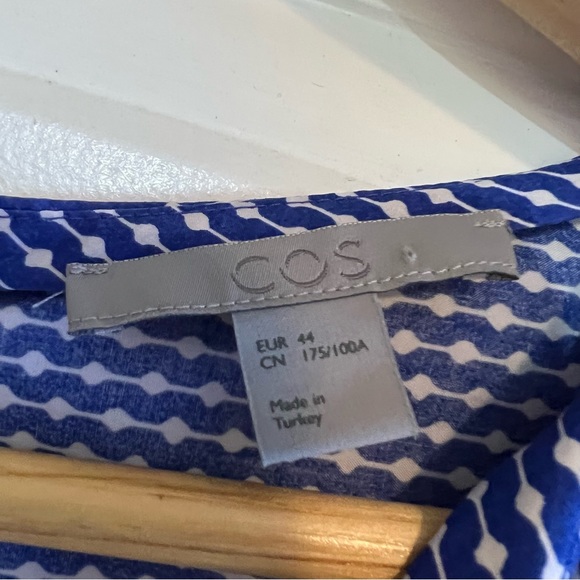 COS
EUR 44
CN 175/100A
Made in
Turkey